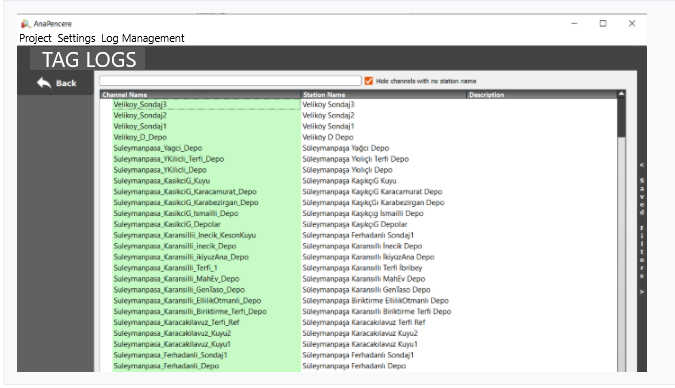 AnaPencere
Project Settings Log Management
TAG LOGS
Back
Hide channels with no station name
Channel Name Station Name Description
Velikoy_Sondaj3 Velikoy Sondaj3
Velikoy_Sondaj2 Velikoy Sondaj2
Velikoy_Sondaj1 Velikoy Sondaj1
Velikoy_D_Depo Velikoy D Depo
Suleymanpasa_Yagci_Depo Süleymanpaşa Yağcı Depo
Suleymanpasa_YKilicli_Terfi_Depo Süleymanpaşa Ykılıçlı Terfi Depo
Suleymanpasa_YKilicli_Depo Süleymanpaşa Ykılıçlı Depo
Suleymanpasa_KasikciG_Kuyu Süleymanpaşa KaşıkçıG Kuyu
Suleymanpasa_KasikciG_Karacamurat_Depo Süleymanpaşa KaşıkçıG Karacamurat Depo
Suleymanpasa_KasikciG_Karabezirgan_Depo Süleymanpaşa KaşıkçGı Karabezirgan Depo
Suleymanpasa_KasikciG_Ismailli_Depo Süleymanpaşa Kaşıkçıg Ismailli Depo
Suleymanpasa_KasikciG_Depolar Süleymanpaşa KaşıkçıG Depolar
Suleymanpasa_Karansillii_Inecik_KesonKuyu Süleymanpaşa Ferhadanlı Sondaj1
Suleymanpasa_Karansilli_inecik_Depo Süleymanpaşa Karansıllı İnecik Depo
Suleymanpasa_Karansilli_ikiyuzAna_Depo Süleymanpaşa Karansıllı İkiyüzAna Depo
Suleymanpasa_Karansilli_Terfi_1 Süleymanpaşa Karansıllı Terfi İbribey
Suleymanpasa_Karansilli_MahEv_Depo Süleymanpaşa Karansıllı MahEv Depo
Suleymanpasa_Karansilli_GenTaso_Depo Süleymanpaşa Karansıllı GenTaso Depo
Suleymanpasa_Karansilli_EllilikOtmanli_Depo Süleymanpaşa Biriktirme EllilikOtmanlı Depo
Suleymanpasa_Karansilli_Biriktirme_Terfi_Depo Süleymanpaşa Karansıllı Biriktirme Terfi Depo
Suleymanpasa_Karacakilavuz_Terfi_Ref Süleymanpaşa Karacakılavuz Terfi Ref
Suleymanpasa_Karacakilavuz_Kuyu2 Süleymanpaşa Karacakılavuz Kuyu2
Suleymanpasa_Karacakilavuz_Kuyu1 Süleymanpaşa Karacakılavuz Kuyu1
Suleymanpasa_Ferhadanli_Sondaj1 Süleymanpaşa Ferhadanlı Sondaj1
Suleymanpasa_Ferhadanli_Depo Süleymanpaşa Ferhadanlı Depo
< Saved Filters >